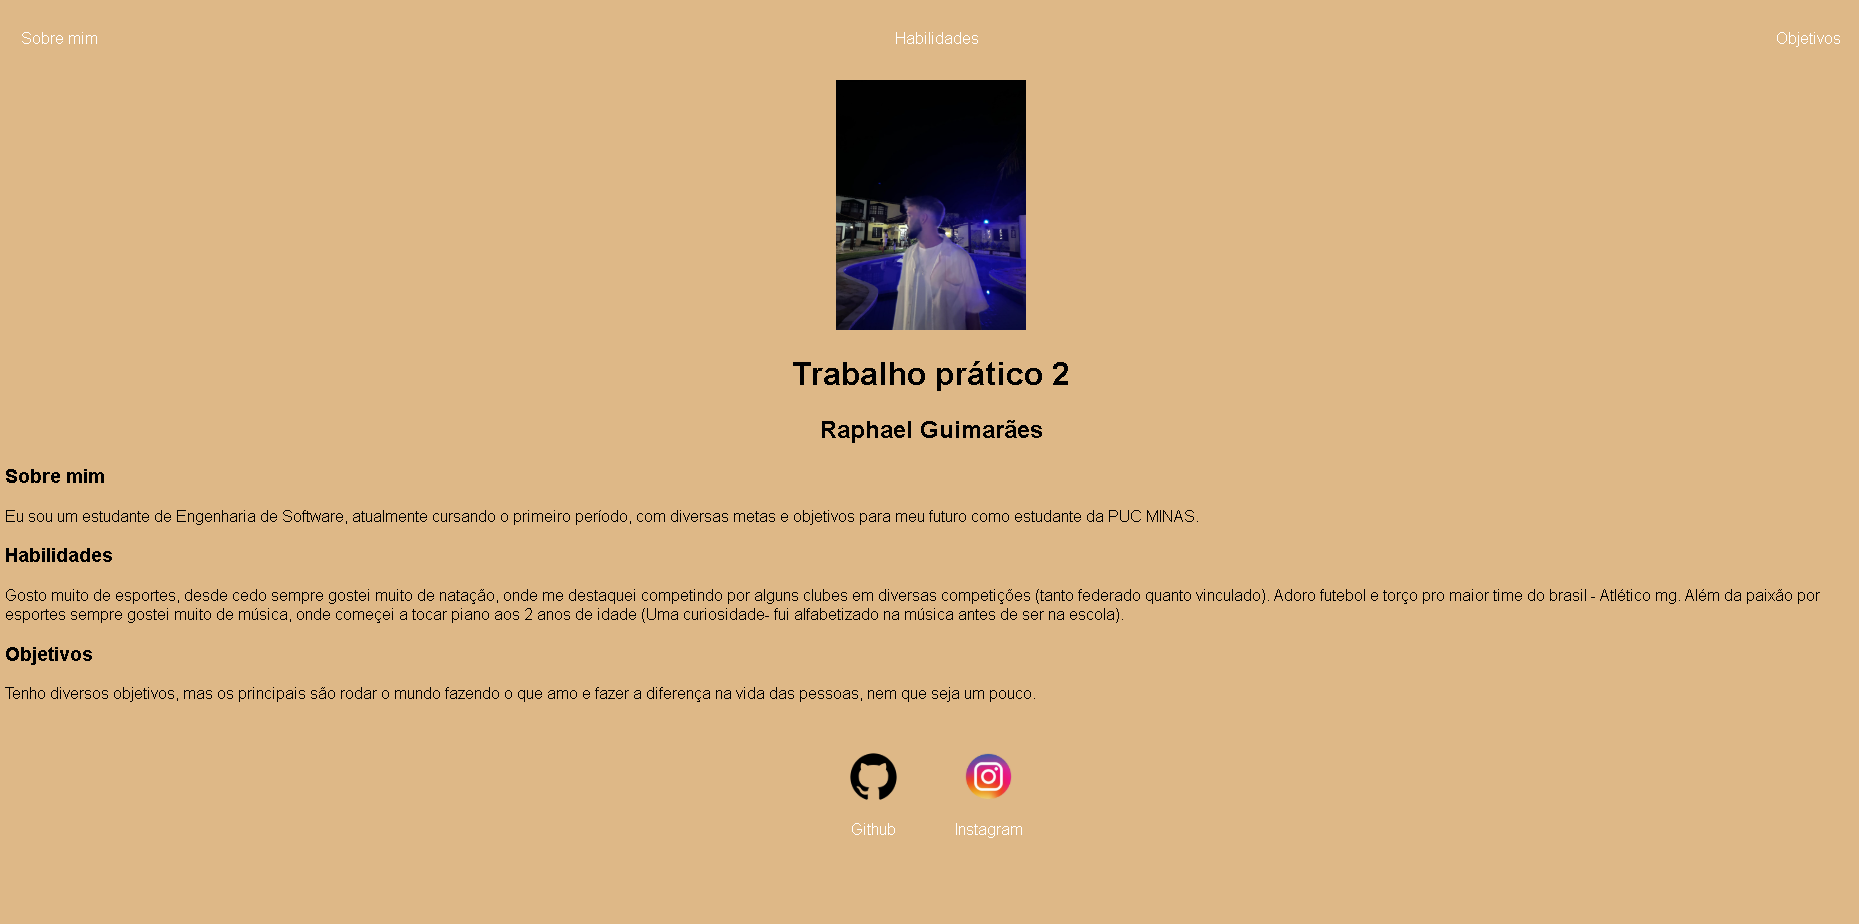 Sobre mim
Habilidades
Objetivos
Trabalho prático 2
Raphael Guimarães
Sobre mim
Eu sou um estudante de Engenharia de Software, atualmente cursando o primeiro período, com diversas metas e objetivos para meu futuro como estudante da PUC MINAS.
Habilidades
Gosto muito de esportes, desde cedo sempre gostei muito de natação, onde me destaquei competindo por alguns clubes em diversas competições (tanto federado quanto vinculado). Adoro futebol e torço pro maior time do brasil - Atlético mg. Além da paixão por
esportes sempre gostei muito de música, onde começei a tocar piano aos 2 anos de idade (Uma curiosidade- fui alfabetizado na música antes de ser na escola).
Objetivos
Tenho diversos objetivos, mas os principais são rodar o mundo fazendo o que amo e fazer a diferença na vida das pessoas, nem que seja um pouco.
Github
Instagram